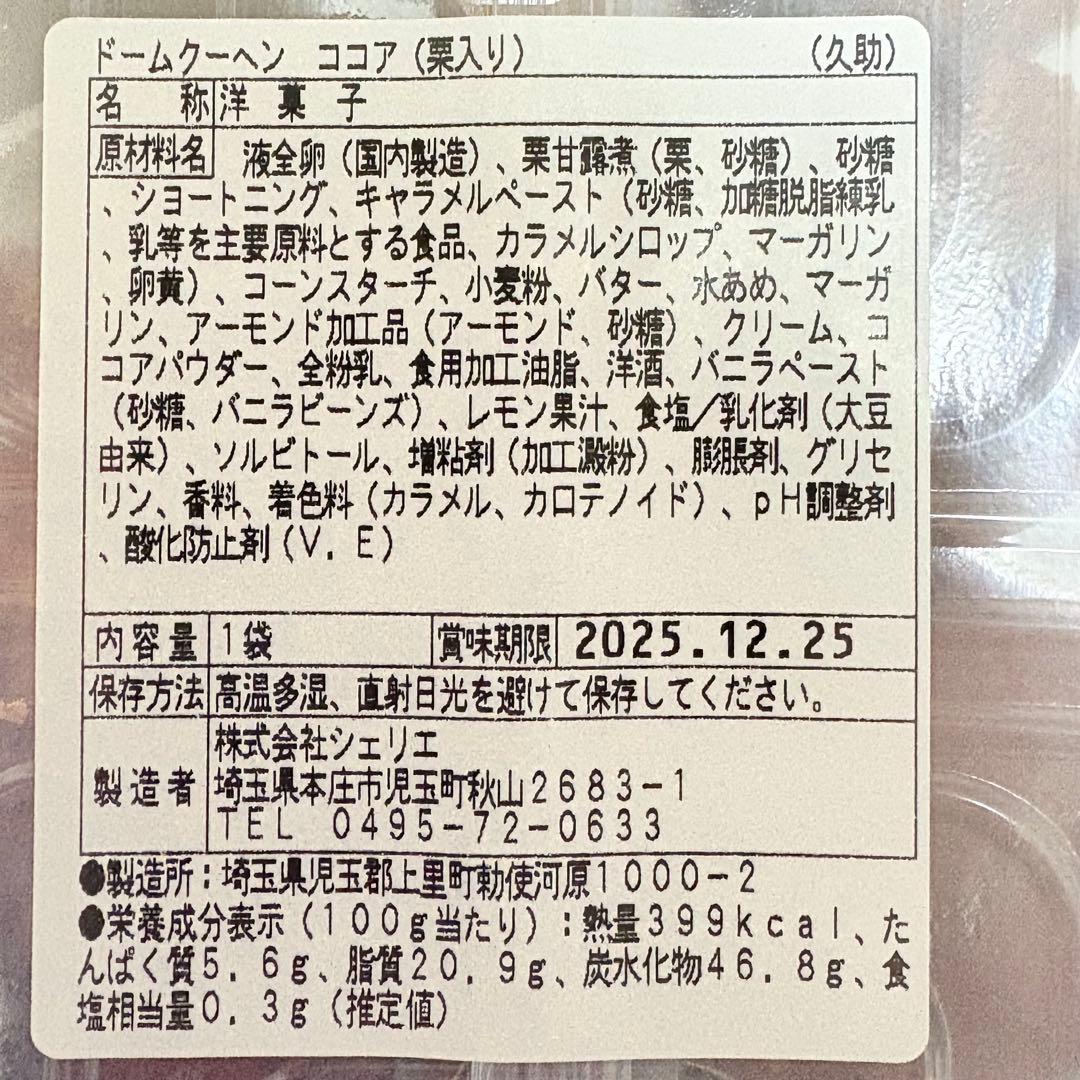 ドームクーヘン ココア（栗入り） （久助）
名称 洋菓子
原材料名 液全卵（国内製造）、栗甘露煮（栗、砂糖）、砂糖
、ショートニング、キャラメルペースト（砂糖、加糖脱脂練乳
、乳等を主要原料とする食品、カラメルシロップ、マーガリン
、卵黄）、コーンスターチ、小麦粉、バター、水あめ、マーガ
リン、アーモンド加工品（アーモンド、砂糖）、クリーム、コ
コアパウダー、全粉乳、食用加工油脂、洋酒、バニラペースト
（砂糖、バニラビーンズ）、レモン果汁、食塩／乳化剤（大豆
由来）、ソルビトール、増粘剤（加工澱粉）、膨脹剤、グリセ
リン、香料、着色料（カラメル、カロテノイド）、ｐＨ調整剤
、酸化防止剤（Ｖ．Ｅ）
内容量 １袋 賞味期限 2025.12.25
保存方法 高温多湿、直射日光を避けて保存してください。
製造者 株式会社シェリエ
埼玉県本庄市児玉町秋山２６８３−１
ＴＥＬ ０４９５−７２−０６３３
●製造所：埼玉県児玉郡上里町勅使河原１０００−２
●栄養成分表示（１００ｇ当たり）：熱量３９９ｋｃａｌ、た
んぱく質５．６ｇ、脂質２０．９ｇ、炭水化物４６．８ｇ、食
塩相当量０．３ｇ（推定値）